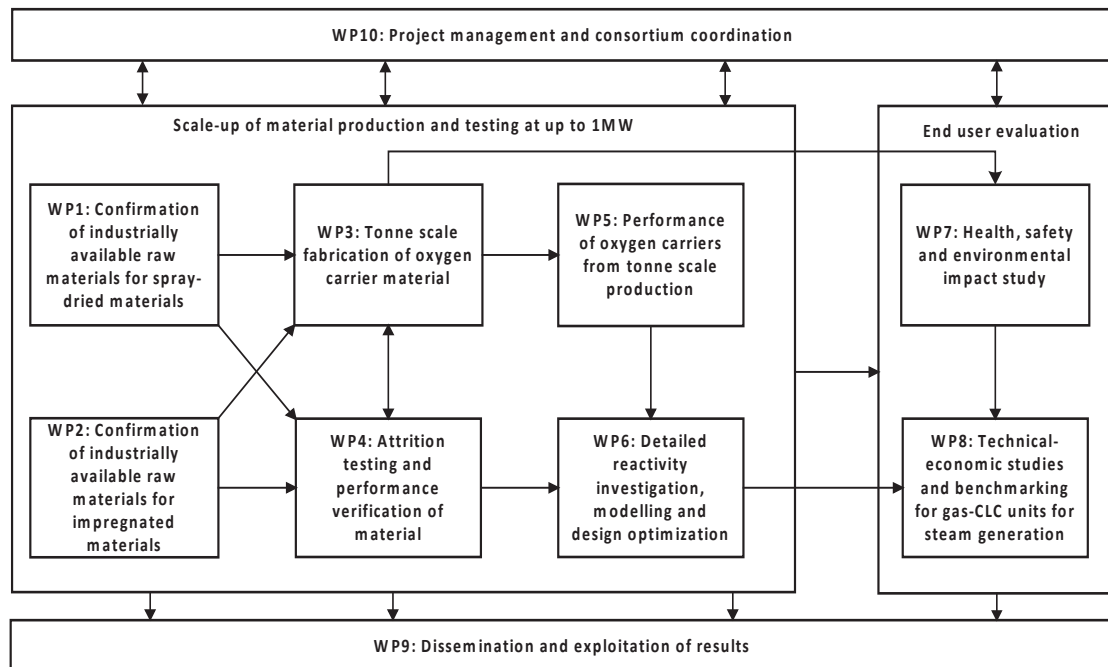 WP10: Project management and consortium coordination
Scale-up of material production and testing at up to 1MW
End user evaluation
WP1: Confirmation
of industrially
available raw
materials for spray-
dried materials
WP3: Tonne scale
fabrication of oxygen
carrier material
WP5: Performance
of oxygen carriers
from tonne scale
production
WP7: Health, safety
and environmental
impact study
WP2: Confirmation
of industrially
available raw
materials for
impregnated
materials
WP4: Attrition
testing and
performance
verification of
material
WP6: Detailed
reactivity
investigation,
modelling and
design optimization
WP8: Technical-
economic studies
and benchmarking
for gas-CLC units for
steam generation
WP9: Dissemination and exploitation of results